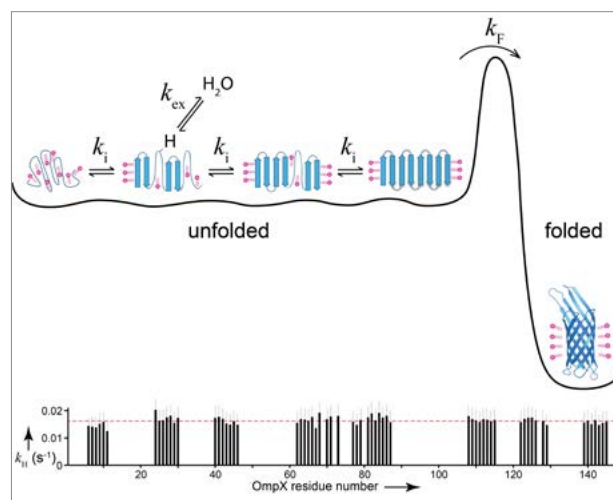 k_F
H₂O
k_ex
H
k_i k_i k_i
unfolded
folded
0.02
0.01
0
k_H (s⁻¹)
20 40 60 80 100 120 140
OmpX residue number